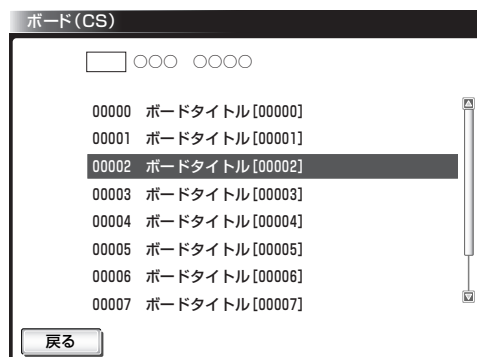 ボード(CS)
○○○ ○○○○
00000 ボードタイトル[00000]
00001 ボードタイトル[00001]
00002 ボードタイトル[00002]
00003 ボードタイトル[00003]
00004 ボードタイトル[00004]
00005 ボードタイトル[00005]
00006 ボードタイトル[00006]
00007 ボードタイトル[00007]
戻る